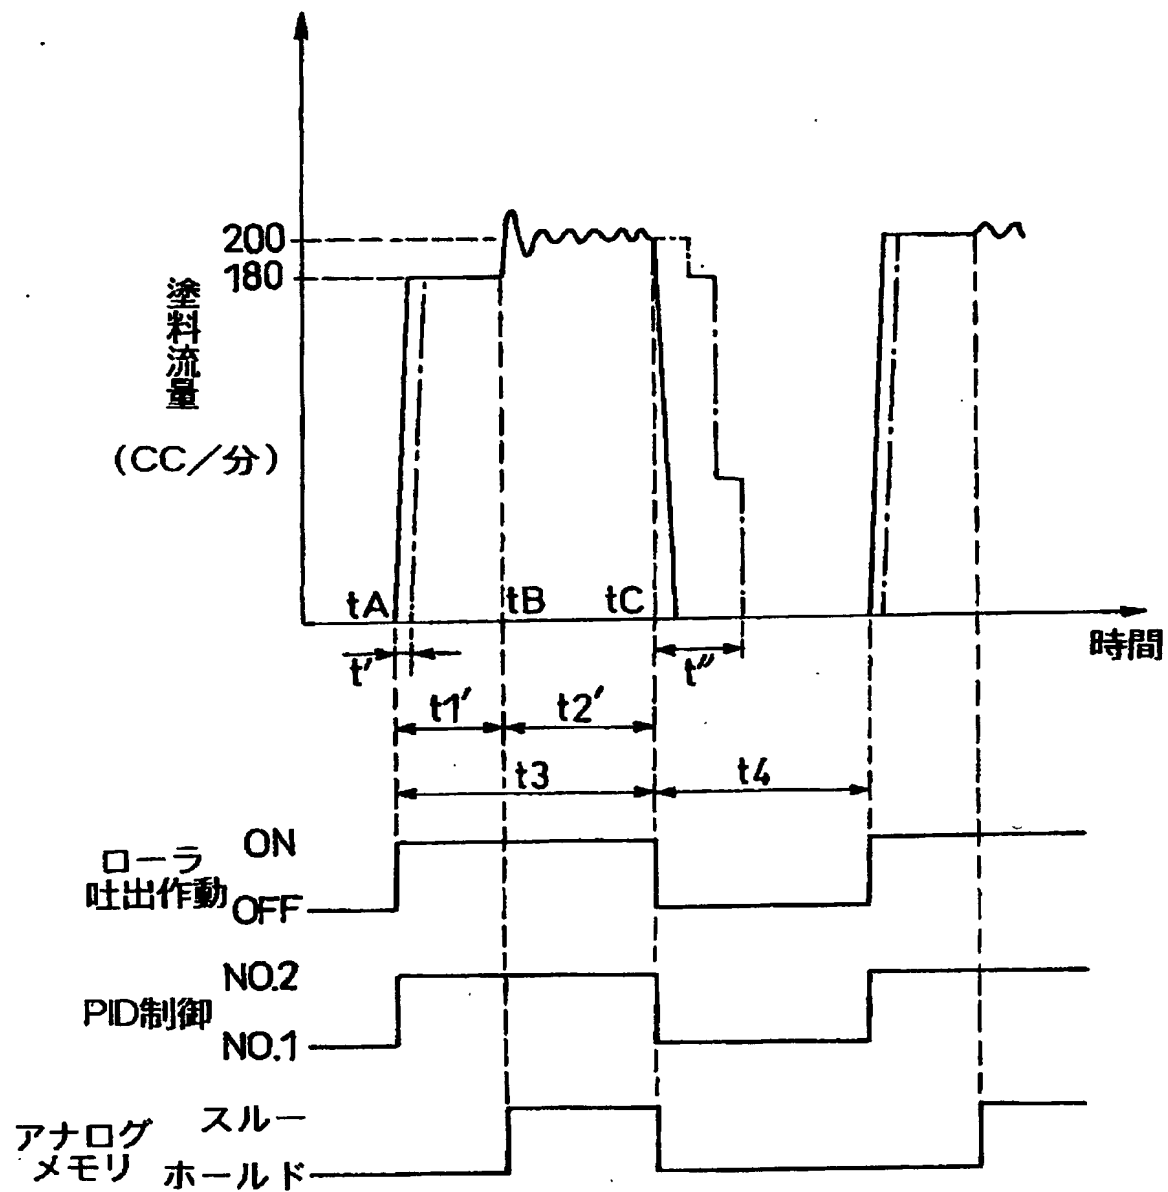 200
180
塗料流量
(CC/分)
tA
tB
tC
時間
t'
t"
t1'
t2'
t3
t4
ローラ
吐出作動
ON
OFF
PID制御
NO.2
NO.1
アナログ
メモリ
スルー
ホールド